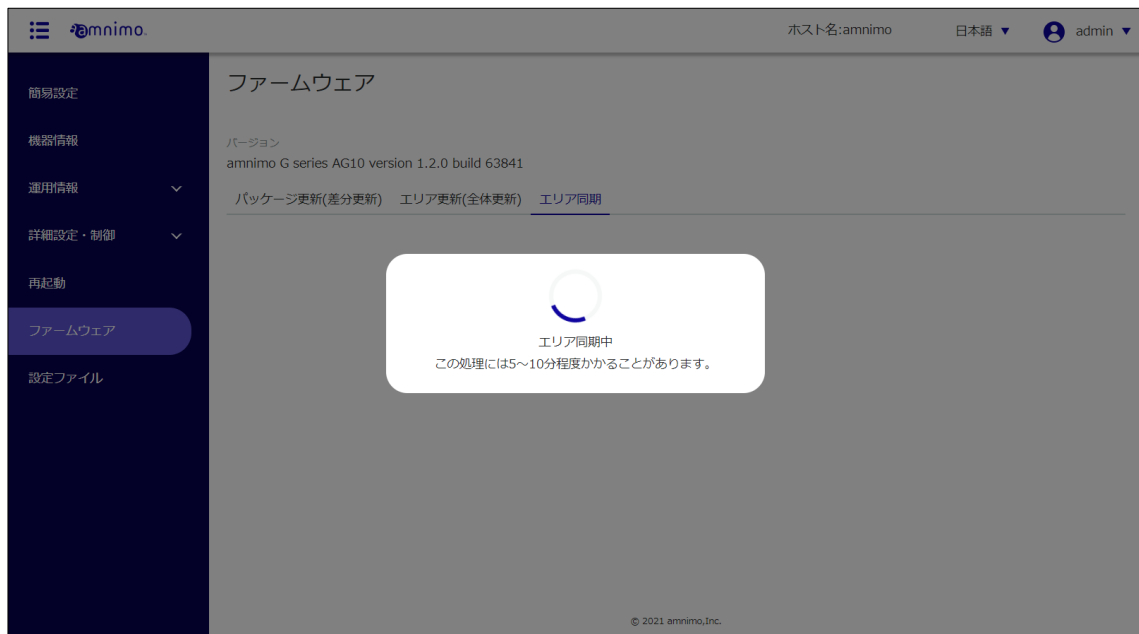 amnimo.
ホスト名:amnimo
日本語 ▼
admin ▼
簡易設定
機器情報
運用情報
詳細設定・制御
再起動
ファームウェア
設定ファイル
ファームウェア
バージョン
amnimo G series AG10 version 1.2.0 build 63841
パッケージ更新(差分更新) エリア更新(全体更新) エリア同期
エリア同期中
この処理には5～10分程度かかることがあります。
© 2021 amnimo,Inc.